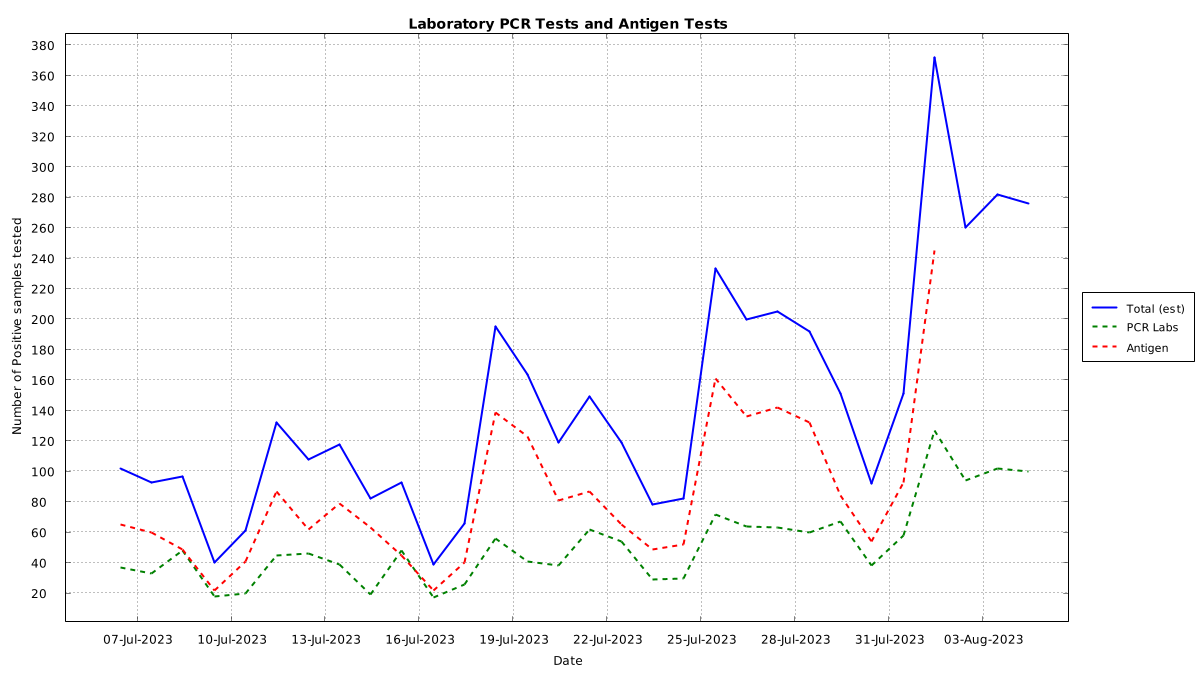 Laboratory PCR Tests and Antigen Tests
380
360
340
320
300
280
260
240
220
200
180
160
140
120
100
80
60
40
20
Number of Positive samples tested
07-Jul-2023
10-Jul-2023
13-Jul-2023
16-Jul-2023
19-Jul-2023
22-Jul-2023
25-Jul-2023
28-Jul-2023
31-Jul-2023
03-Aug-2023
Date
Total (est)
PCR Labs
Antigen